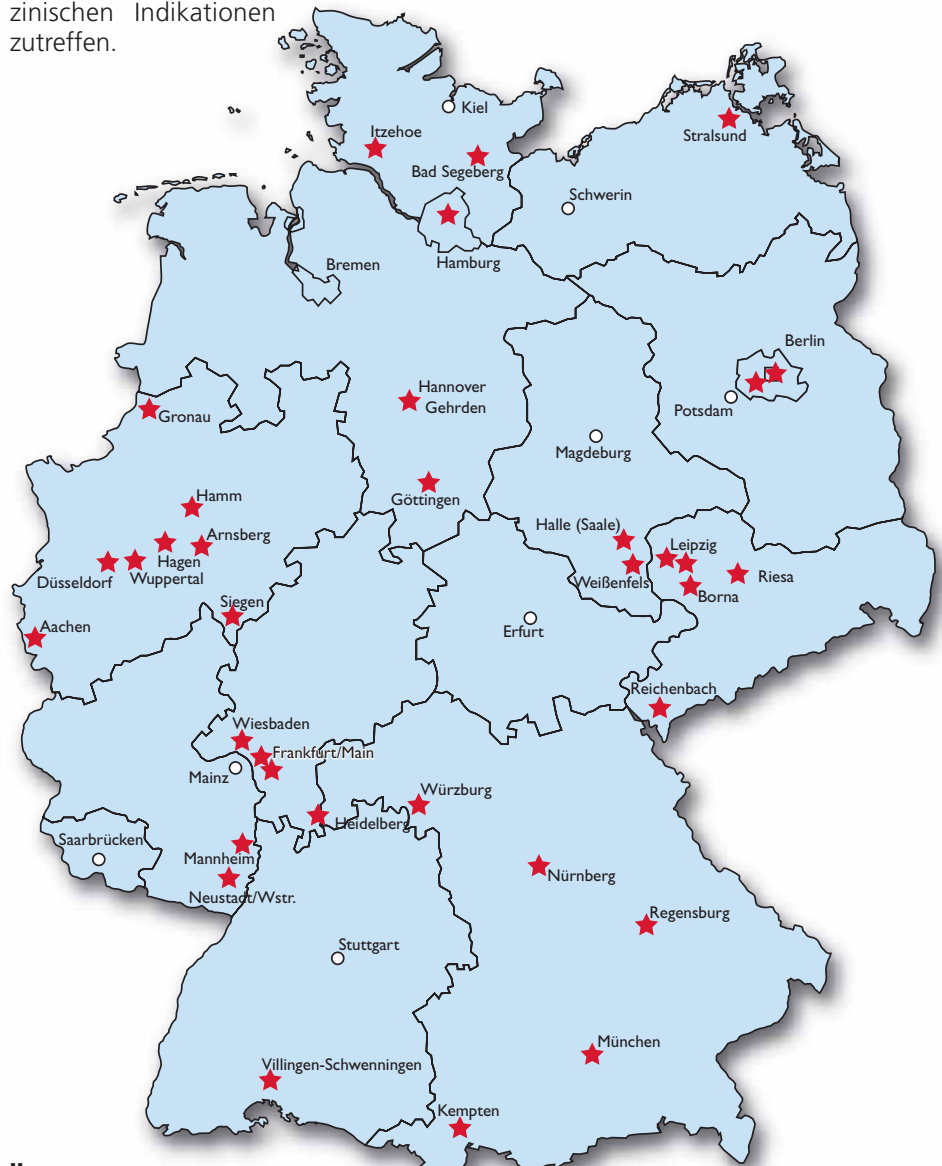 zinischen Indikationen
zutreffen.
Kiel
Itzehoe
Stralsund
Bad Segeberg
Schwerin
Hamburg
Bremen
Berlin
Hannover
Gehrden
Potsdam
Gronau
Magdeburg
Göttingen
Hamm
Halle (Saale)
Arnsberg
Leipzig
Hagen
Düsseldorf
Wuppertal
Weißenfels
Riesa
Borna
Siegen
Aachen
Erfurt
Reichenbach
Wiesbaden
Frankfurt/Main
Mainz
Würzburg
Heidelberg
Saarbrücken
Mannheim
Nürnberg
Neustadt/Wstr.
Regensburg
Stuttgart
München
Villingen-Schwenningen
Kempten